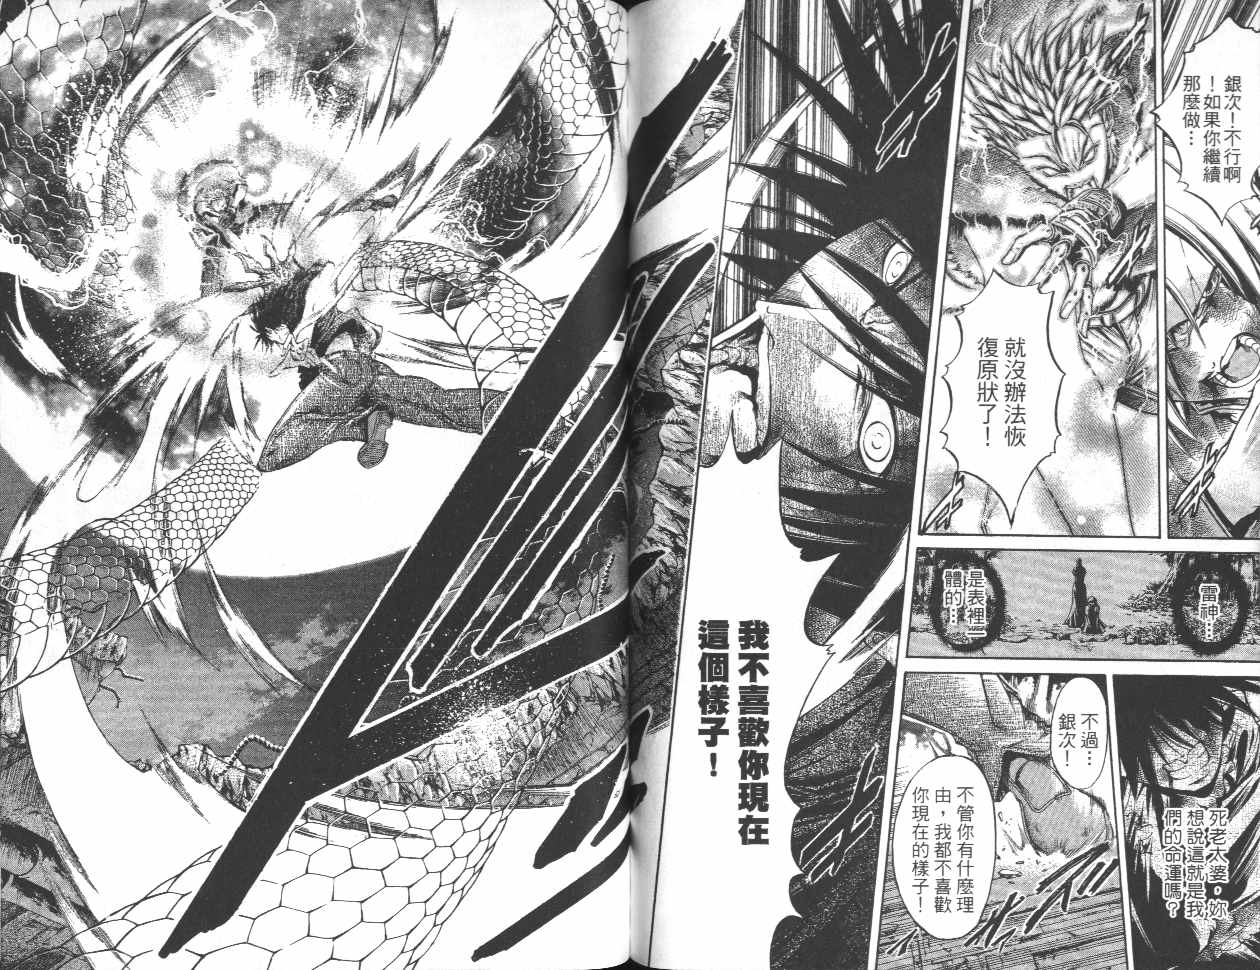 銀次！不行啊
！如果你繼續
那麼做…
就沒辦法恢
復原狀了！
雷神…
是表裡一
體的…
死老太婆，妳
想說這就是我
們的命運嗎？
不過…
銀次！
不管你有什麼理
由，我都不喜歡
你現在的樣子！
我不喜歡你現在
這個樣子！